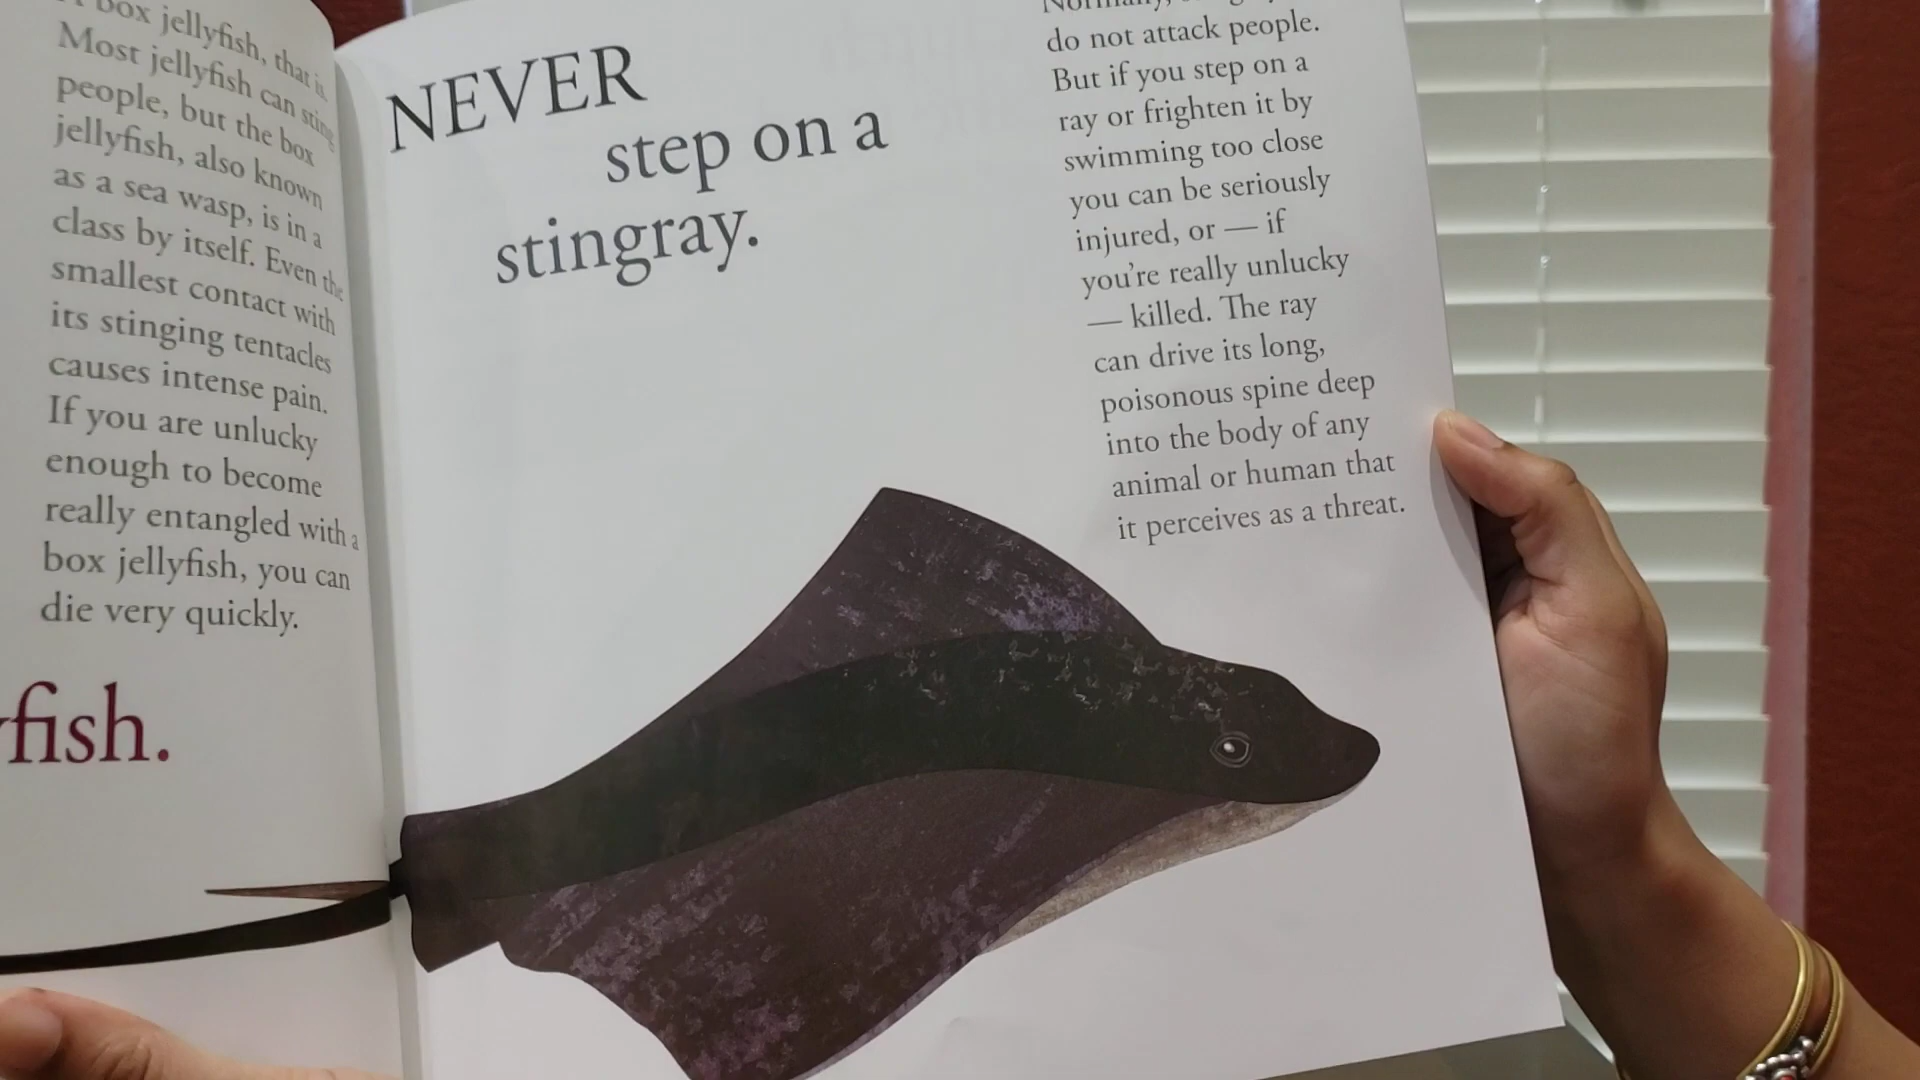 box jellyfish, that is.
Most jellyfish can sting
people, but the box
jellyfish, also known
as a sea wasp, is in a
class by itself. Even the
smallest contact with
its stinging tentacles
causes intense pain.
If you are unlucky
enough to become
really entangled with a
box jellyfish, you can
die very quickly.
fish.
NEVER
step on a
stingray.
Normally,
do not attack people.
But if you step on a
ray or frighten it by
swimming too close
you can be seriously
injured, or — if
you're really unlucky
— killed. The ray
can drive its long,
poisonous spine deep
into the body of any
animal or human that
it perceives as a threat.